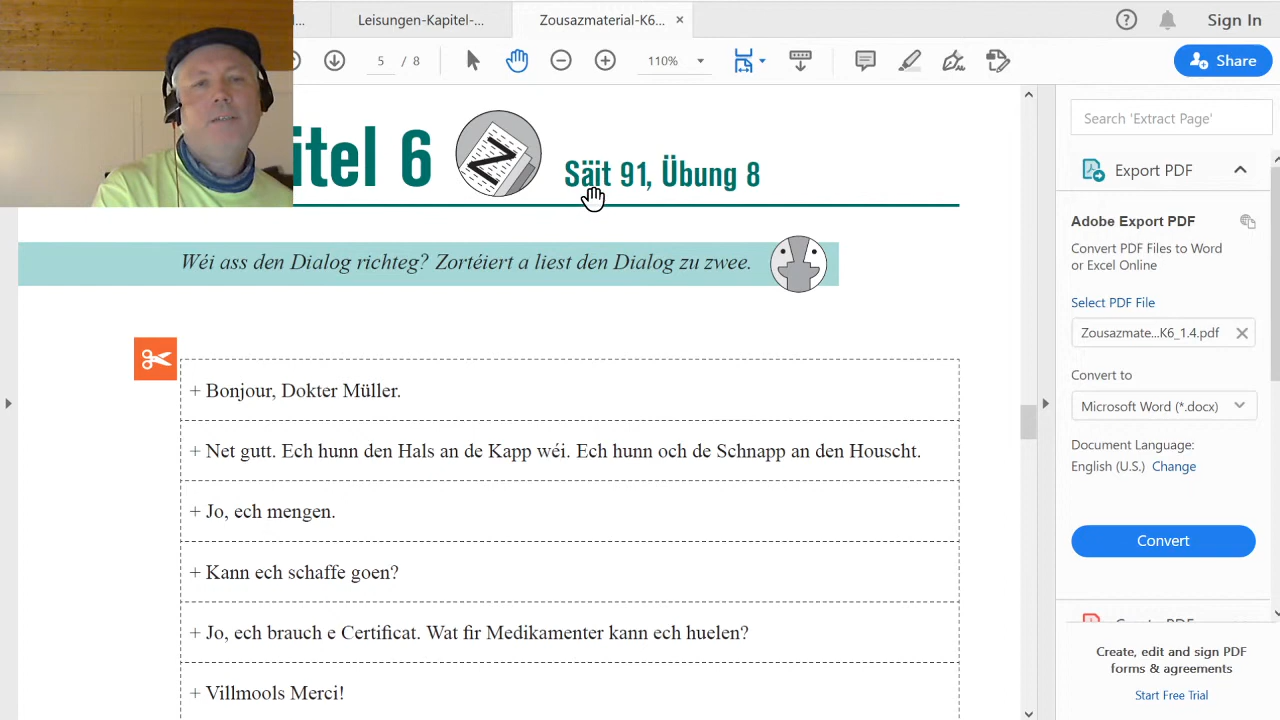 Leisungen-Kapitel-...
Zousazmaterial-K6... ×
Sign In
5 / 8
110%
Share
itel 6
Säit 91, Übung 8
Wéi ass den Dialog richteg? Zortéiert a liest den Dialog zu zwee.
+ Bonjour, Dokter Müller.
+ Net gutt. Ech hunn den Hals an de Kapp wéi. Ech hunn och de Schnapp an den Houscht.
+ Jo, ech mengen.
+ Kann ech schaffe goen?
+ Jo, ech brauch e Certificat. Wat fir Medikamenter kann ech huelen?
+ Villmools Merci!
Search 'Extract Page'
Export PDF
Adobe Export PDF
Convert PDF Files to Word
or Excel Online
Select PDF File
Zousazmate...K6_1.4.pdf
Convert to
Microsoft Word (*.docx)
Document Language:
English (U.S.) Change
Convert
Create, edit and sign PDF
forms & agreements
Start Free Trial